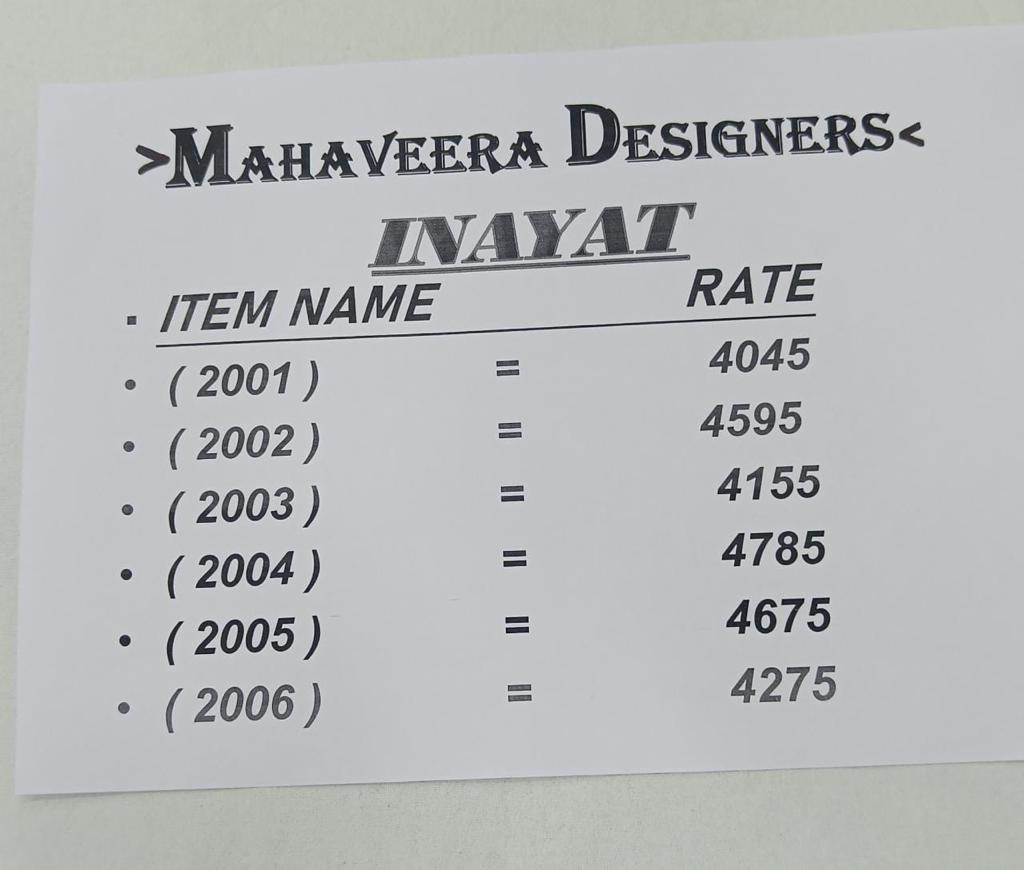 >MAHAVEERA DESIGNERS<
INAYAT
▪ ITEM NAME RATE
• ( 2001 ) = 4045
• ( 2002 ) = 4595
• ( 2003 ) = 4155
• ( 2004 ) = 4785
• ( 2005 ) = 4675
• ( 2006 ) = 4275